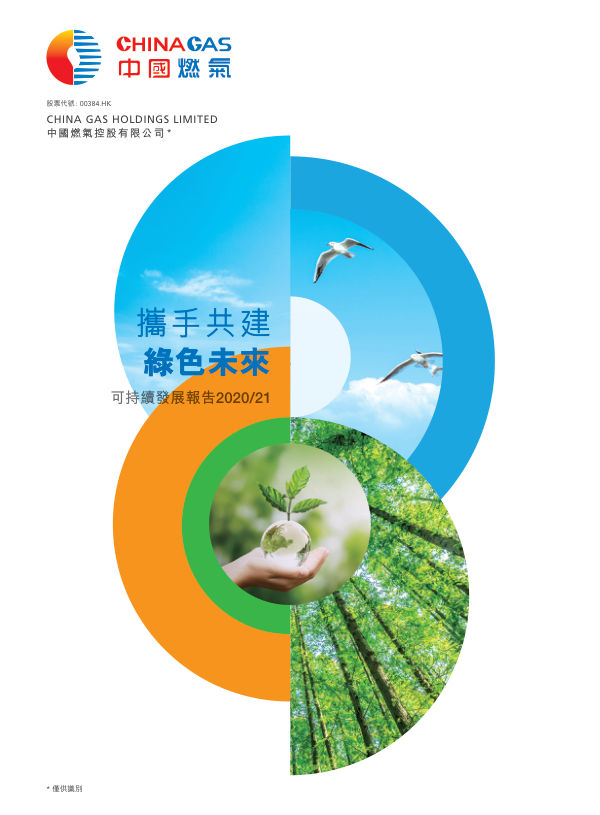 CHINAGAS
中國燃氣
股票代號: 00384.HK
CHINA GAS HOLDINGS LIMITED
中國燃氣控股有限公司*
攜手共建
綠色未來
可持續發展報告2020/21
* 僅供識別